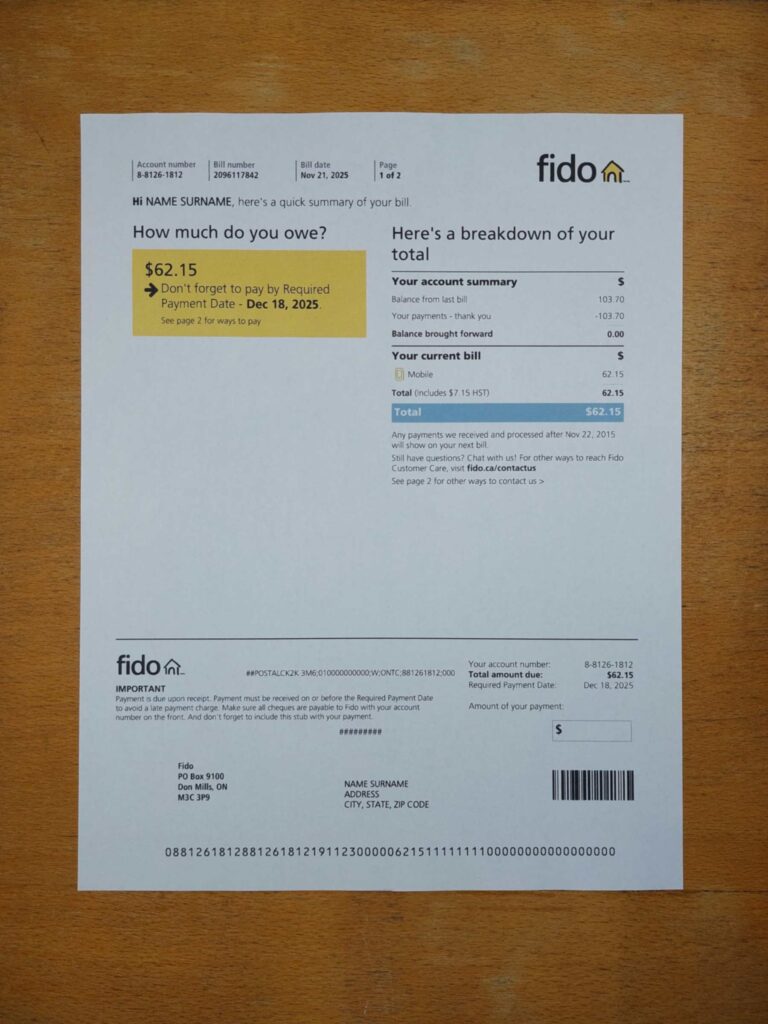 Account number
8-8126-1812
Bill number
2096117842
Bill date
Nov 21, 2025
Page
1 of 2
fido
Hi NAME SURNAME, here's a quick summary of your bill.
How much do you owe?
$62.15
Don't forget to pay by Required
Payment Date - Dec 18, 2025.
See page 2 for ways to pay
Here's a breakdown of your
total
Your account summary $
Balance from last bill 103.70
Your payments - thank you -103.70
Balance brought forward 0.00
Your current bill $
Mobile 62.15
Total (Includes $7.15 HST) 62.15
Total $62.15
Any payments we received and processed after Nov 22, 2015
will show on your next bill.
Still have questions? Chat with us! For other ways to reach Fido
Customer Care, visit fido.ca/contactus
See page 2 for other ways to contact us >
fido
##POSTALCK2K 3M6;010000000000;W;ONTC;881261812;000
IMPORTANT
Payment is due upon receipt. Payment must be received on or before the Required Payment Date
to avoid a late payment charge. Make sure all cheques are payable to Fido with your account
number on the front. And don't forget to include this stub with your payment.
#########
Your account number: 8-8126-1812
Total amount due: $62.15
Required Payment Date: Dec 18, 2025
Amount of your payment:
$
Fido
PO Box 9100
Don Mills, ON
M3C 3P9
NAME SURNAME
ADDRESS
CITY, STATE, ZIP CODE